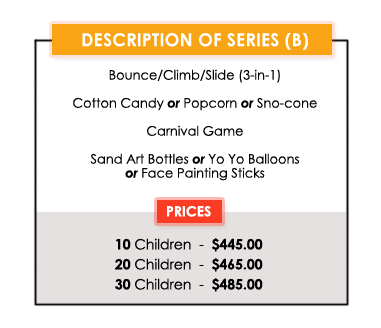 DESCRIPTION OF SERIES (B)
Bounce/Climb/Slide (3-in-1)
Cotton Candy or Popcorn or Sno-cone
Carnival Game
Sand Art Bottles or Yo Yo Balloons
or Face Painting Sticks
PRICES
10 Children - $445.00
20 Children - $465.00
30 Children - $485.00